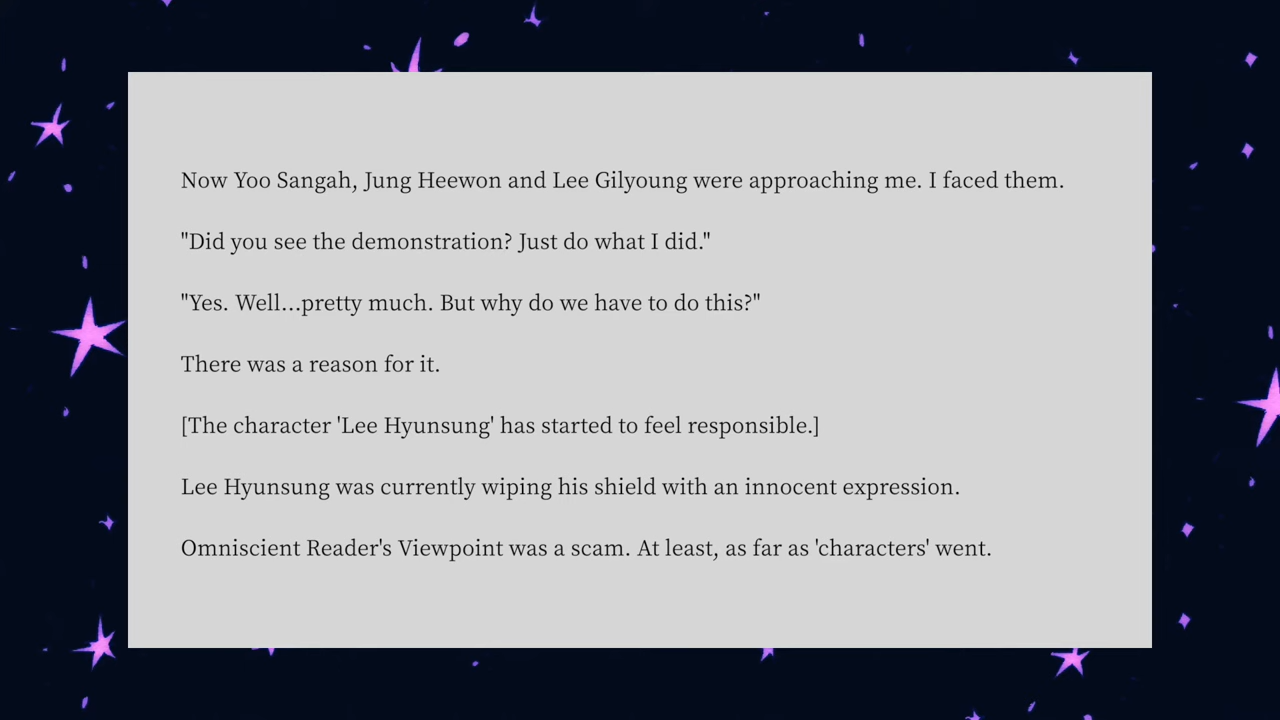 Now Yoo Sangah, Jung Heewon and Lee Gilyoung were approaching me. I faced them.
"Did you see the demonstration? Just do what I did."
"Yes. Well...pretty much. But why do we have to do this?"
There was a reason for it.
[The character 'Lee Hyunsung' has started to feel responsible.]
Lee Hyunsung was currently wiping his shield with an innocent expression.
Omniscient Reader's Viewpoint was a scam. At least, as far as 'characters' went.